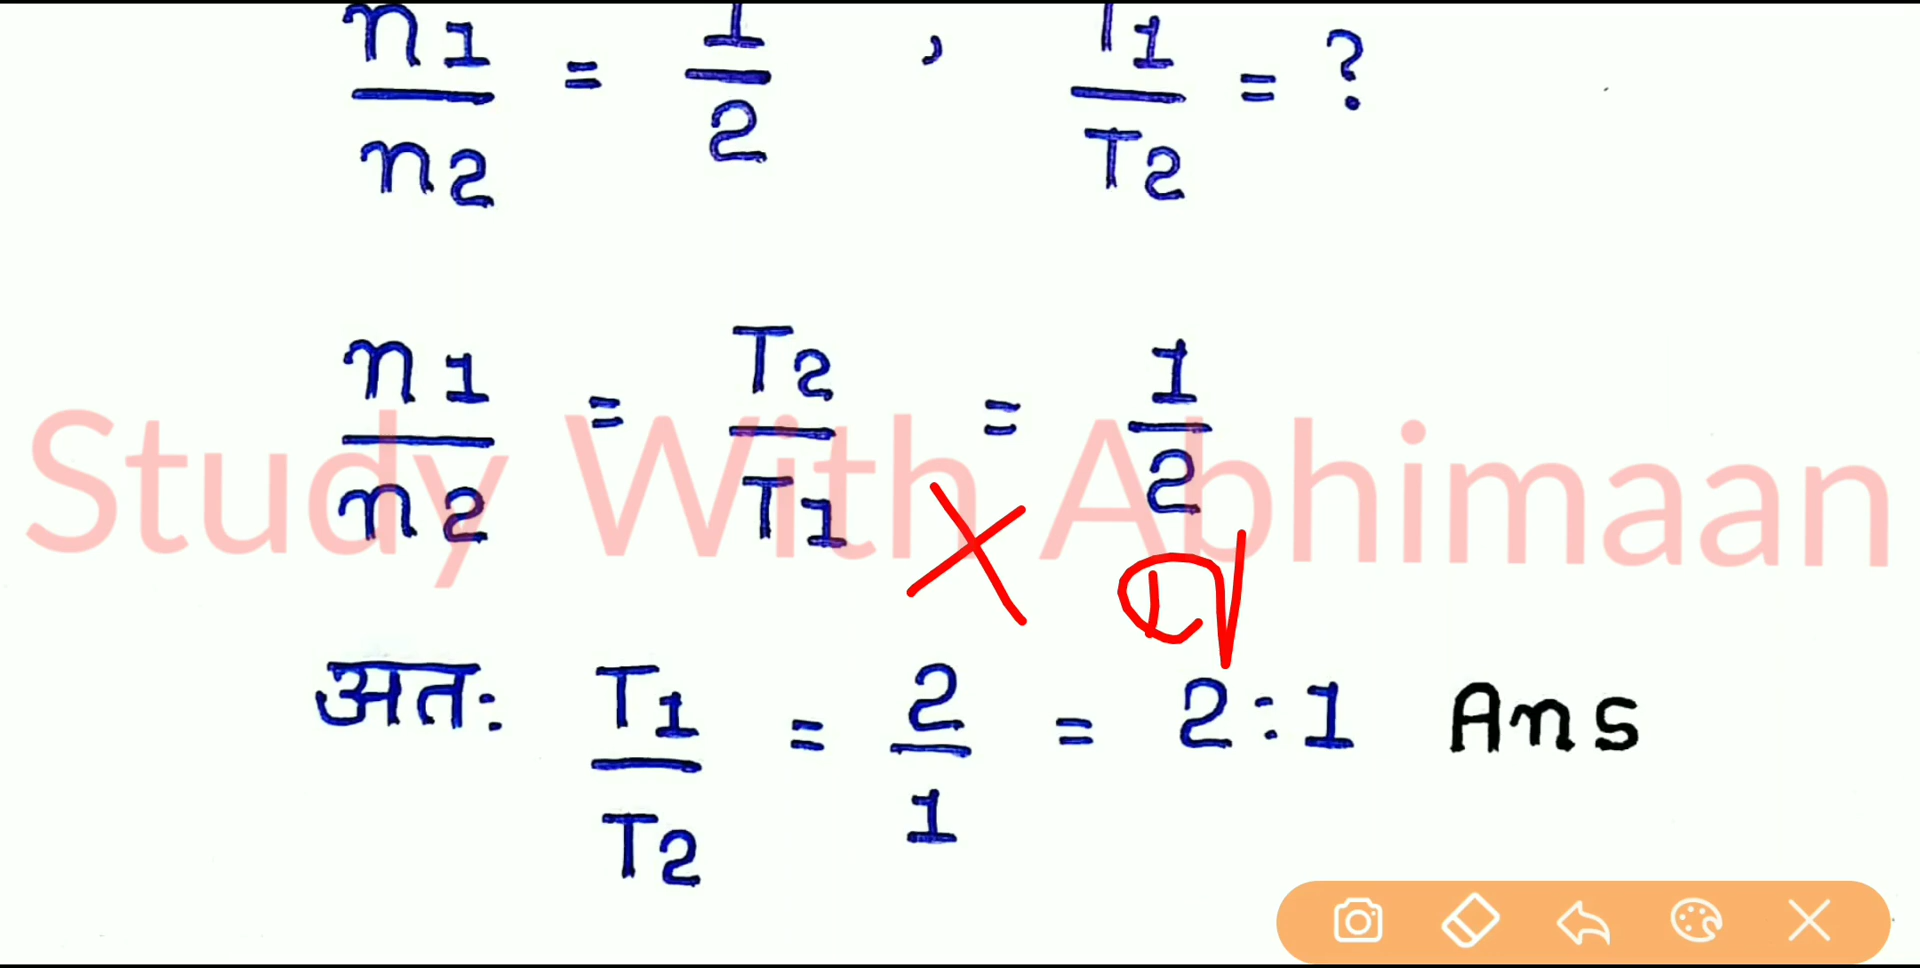 n1/n2 = 1/2 , T1/T2 = ?
n1/n2 = T2/T1 = 1/2
Study With Abhimaan
अतः T1/T2 = 2/1 = 2:1 Ans